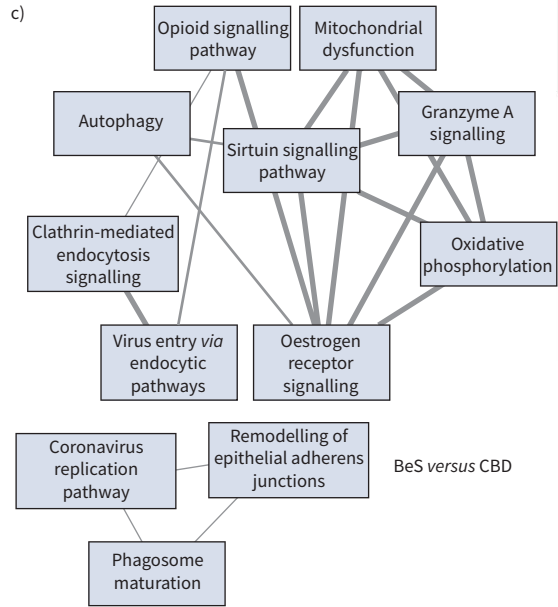 c)
Opioid signalling
pathway
Mitochondrial
dysfunction
Autophagy
Granzyme A
signalling
Sirtuin signalling
pathway
Clathrin-mediated
endocytosis
signalling
Oxidative
phosphorylation
Virus entry via
endocytic
pathways
Oestrogen
receptor
signalling
Coronavirus
replication
pathway
Remodelling of
epithelial adherens
junctions
BeS versus CBD
Phagosome
maturation